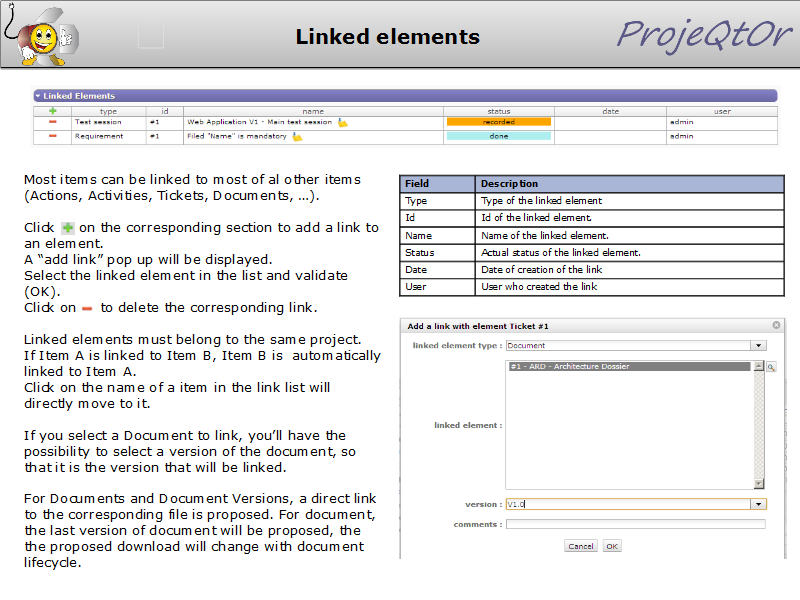 Linked elements
ProjeQtOr
Linked Elements
type id name status date user
Test session #1 Web Application V1 - Main test session recorded admin
Requirement #1 Filed "Name" is mandatory done admin
Most items can be linked to most of al other items
(Actions, Activities, Tickets, Documents, …).
Click on the corresponding section to add a link to
an element.
A “add link” pop up will be displayed.
Select the linked element in the list and validate
(OK).
Click on to delete the corresponding link.
Linked elements must belong to the same project.
If Item A is linked to Item B, Item B is automatically
linked to Item A.
Click on the name of a item in the link list will
directly move to it.
If you select a Document to link, you’ll have the
possibility to select a version of the document, so
that it is the version that will be linked.
For Documents and Document Versions, a direct link
to the corresponding file is proposed. For document,
the last version of document will be proposed, the
the proposed download will change with document
lifecycle.
Field Description
Type Type of the linked element
Id Id of the linked element.
Name Name of the linked element.
Status Actual status of the linked element.
Date Date of creation of the link
User User who created the link
Add a link with element Ticket #1
linked element type : Document
#1 - ARD - Architecture Dossier
linked element :
version : V1.0
comments :
Cancel OK